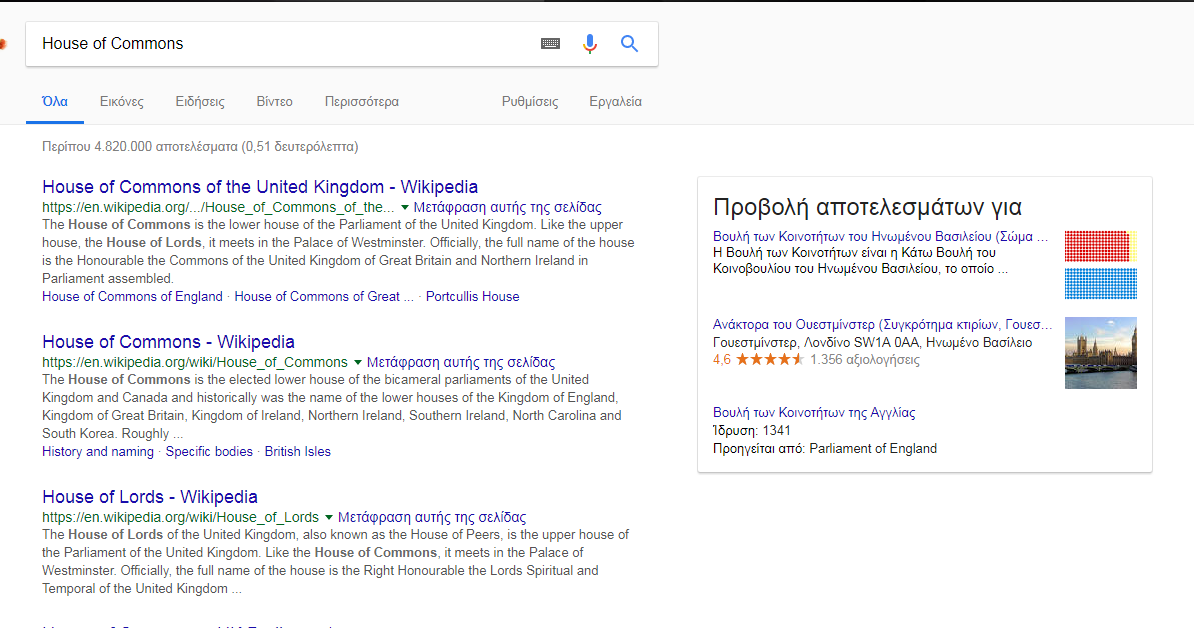 House of Commons
Όλα Εικόνες Ειδήσεις Βίντεο Περισσότερα Ρυθμίσεις Εργαλεία
Περίπου 4.820.000 αποτελέσματα (0,51 δευτερόλεπτα)
House of Commons of the United Kingdom - Wikipedia
https://en.wikipedia.org/.../House_of_Commons_of_the... ▼ Μετάφραση αυτής της σελίδας
The House of Commons is the lower house of the Parliament of the United Kingdom. Like the upper
house, the House of Lords, it meets in the Palace of Westminster. Officially, the full name of the house
is the Honourable the Commons of the United Kingdom of Great Britain and Northern Ireland in
Parliament assembled.
House of Commons of England · House of Commons of Great ... · Portcullis House
House of Commons - Wikipedia
https://en.wikipedia.org/wiki/House_of_Commons ▼ Μετάφραση αυτής της σελίδας
The House of Commons is the elected lower house of the bicameral parliaments of the United
Kingdom and Canada and historically was the name of the lower houses of the Kingdom of England,
Kingdom of Great Britain, Kingdom of Ireland, Northern Ireland, Southern Ireland, North Carolina and
South Korea. Roughly ...
History and naming · Specific bodies · British Isles
House of Lords - Wikipedia
https://en.wikipedia.org/wiki/House_of_Lords ▼ Μετάφραση αυτής της σελίδας
The House of Lords of the United Kingdom, also known as the House of Peers, is the upper house of
the Parliament of the United Kingdom. Like the House of Commons, it meets in the Palace of
Westminster. Officially, the full name of the house is the Right Honourable the Lords Spiritual and
Temporal of the United Kingdom ...
Προβολή αποτελεσμάτων για
Βουλή των Κοινοτήτων του Ηνωμένου Βασιλείου (Σώμα ...
Η Βουλή των Κοινοτήτων είναι η Κάτω Βουλή του
Κοινοβουλίου του Ηνωμένου Βασιλείου, το οποίο ...
Ανάκτορα του Ουεστμίνστερ (Συγκρότημα κτιρίων, Γουεσ...
Γουεστμίνστερ, Λονδίνο SW1A 0AA, Ηνωμένο Βασίλειο
4,6 1.356 αξιολογήσεις
Βουλή των Κοινοτήτων της Αγγλίας
Ίδρυση: 1341
Προηγείται από: Parliament of England